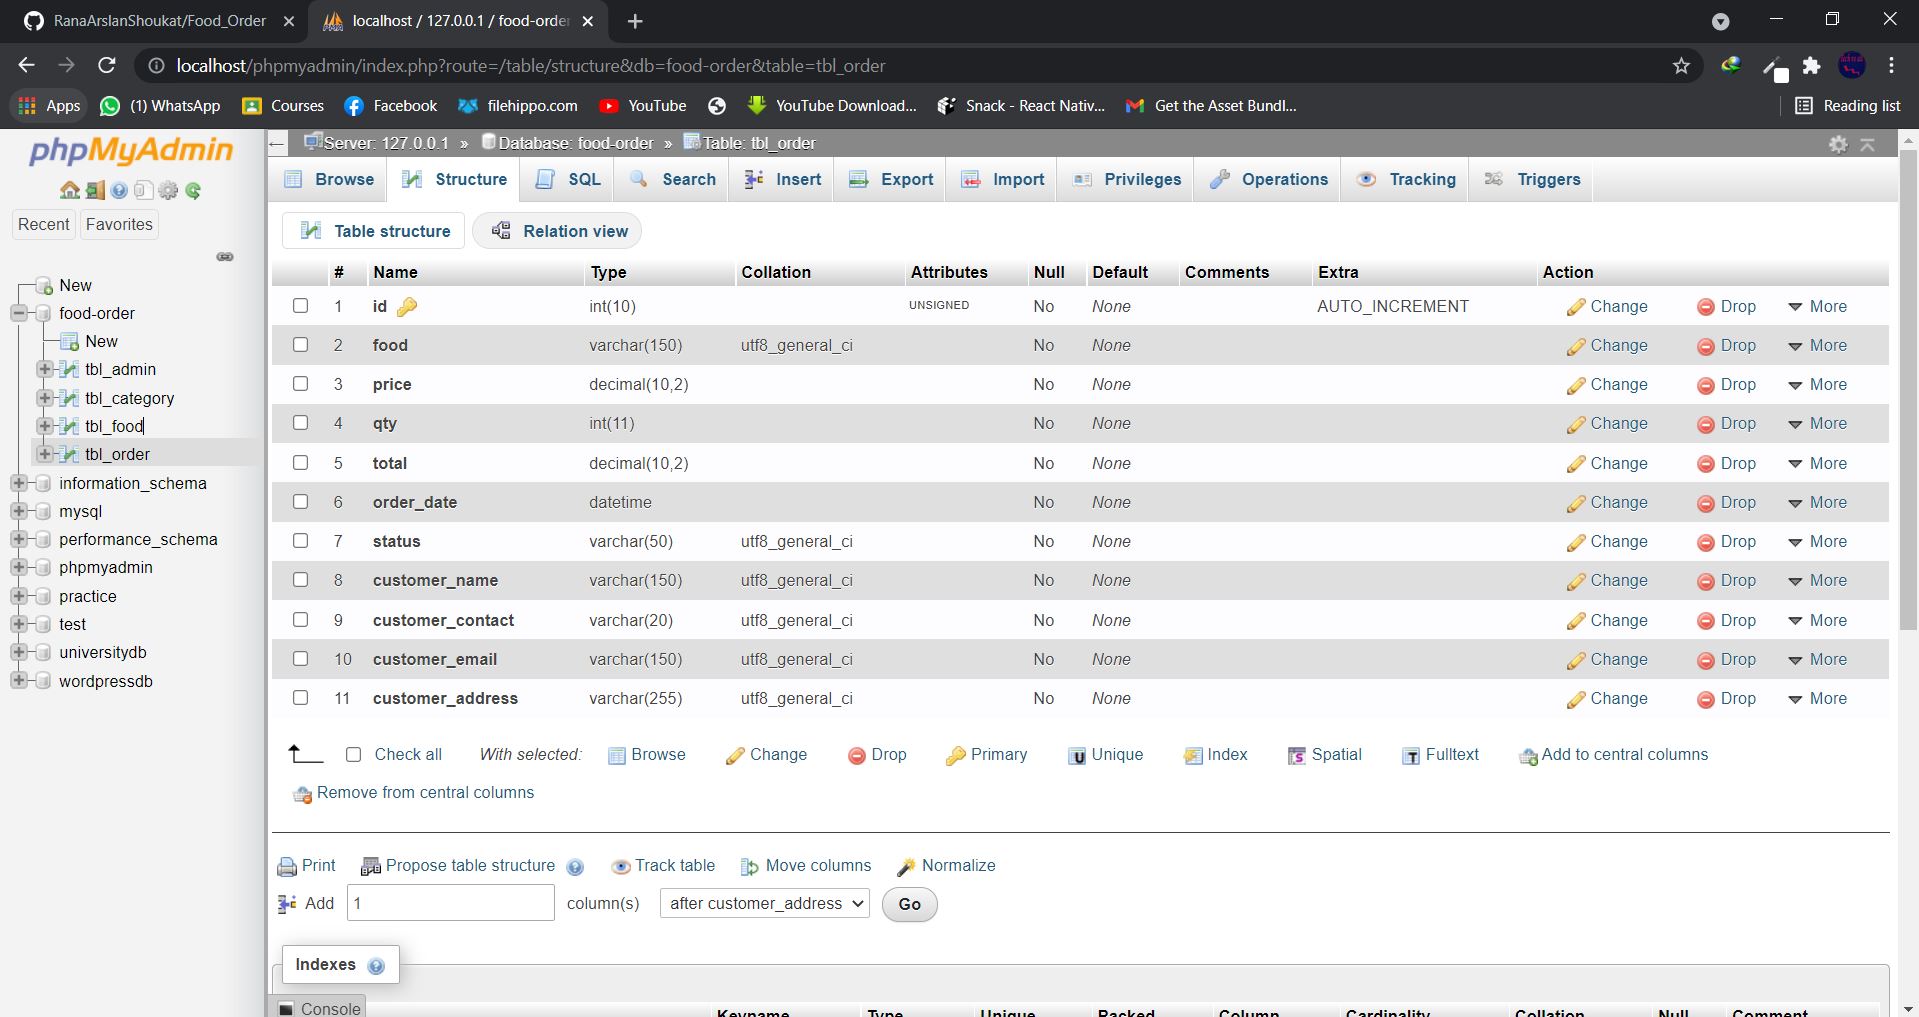 RanaArslanShoukat/Food_Order
localhost / 127.0.0.1 / food-order
localhost/phpmyadmin/index.php?route=/table/structure&db=food-order&table=tbl_order
Apps (1) WhatsApp Courses Facebook filehippo.com YouTube YouTube Download... Snack - React Nativ... Get the Asset Bundl... Reading list
phpMyAdmin
Recent Favorites
New
food-order
New
tbl_admin
tbl_category
tbl_food
tbl_order
information_schema
mysql
performance_schema
phpmyadmin
practice
test
universitydb
wordpressdb
Server: 127.0.0.1 » Database: food-order » Table: tbl_order
Browse Structure SQL Search Insert Export Import Privileges Operations Tracking Triggers
Table structure Relation view
# Name Type Collation Attributes Null Default Comments Extra Action
1 id int(10) UNSIGNED No None AUTO_INCREMENT Change Drop More
2 food varchar(150) utf8_general_ci No None Change Drop More
3 price decimal(10,2) No None Change Drop More
4 qty int(11) No None Change Drop More
5 total decimal(10,2) No None Change Drop More
6 order_date datetime No None Change Drop More
7 status varchar(50) utf8_general_ci No None Change Drop More
8 customer_name varchar(150) utf8_general_ci No None Change Drop More
9 customer_contact varchar(20) utf8_general_ci No None Change Drop More
10 customer_email varchar(150) utf8_general_ci No None Change Drop More
11 customer_address varchar(255) utf8_general_ci No None Change Drop More
Check all With selected: Browse Change Drop Primary Unique Index Spatial Fulltext Add to central columns
Remove from central columns
Print Propose table structure Track table Move columns Normalize
Add 1 column(s) after customer_address Go
Indexes
Console
Keyname Type Unique Packed Column Cardinality Collation Null Comment